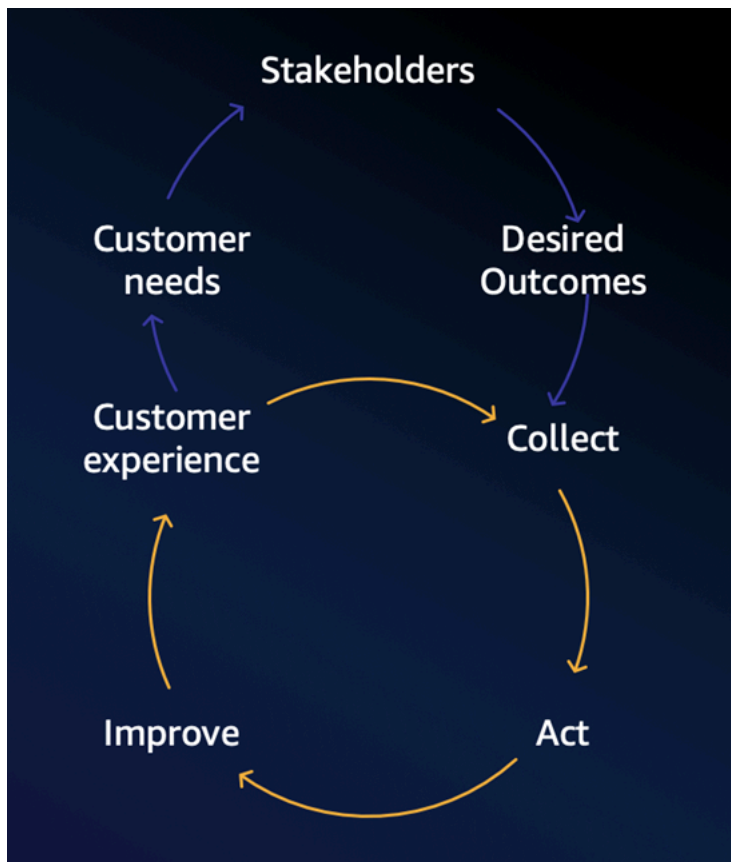 Stakeholders
Customer
needs
Desired
Outcomes
Customer
experience
Collect
Improve
Act